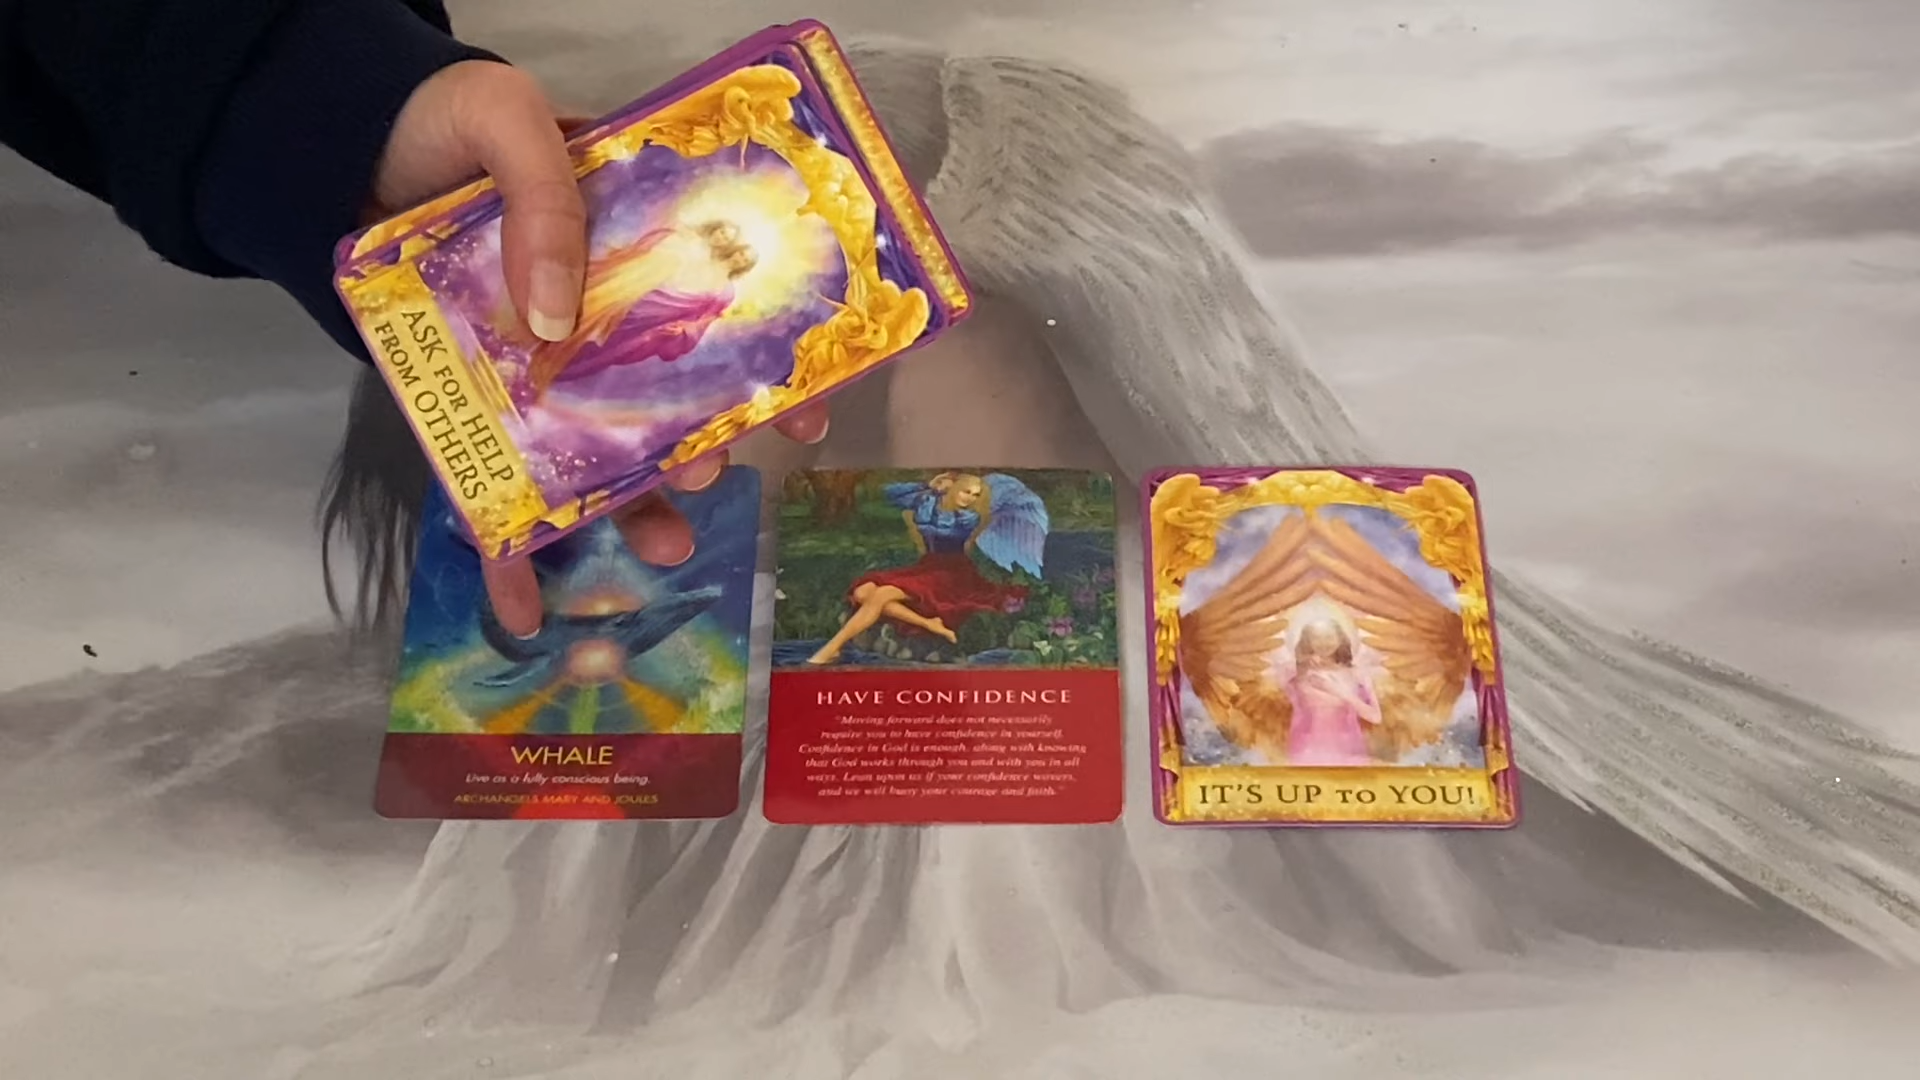 ASK FOR HELP
FROM OTHERS
WHALE
Live as a fully conscious being.
ARCHANGELS MARY AND JOULES
HAVE CONFIDENCE
"Moving forward does not necessarily
require you to have confidence in yourself.
Confidence in God is enough, along with knowing
that God works through you and with you in all
ways. Lean upon us if your confidence wavers,
and we will buoy your courage and faith."
IT'S UP TO YOU!